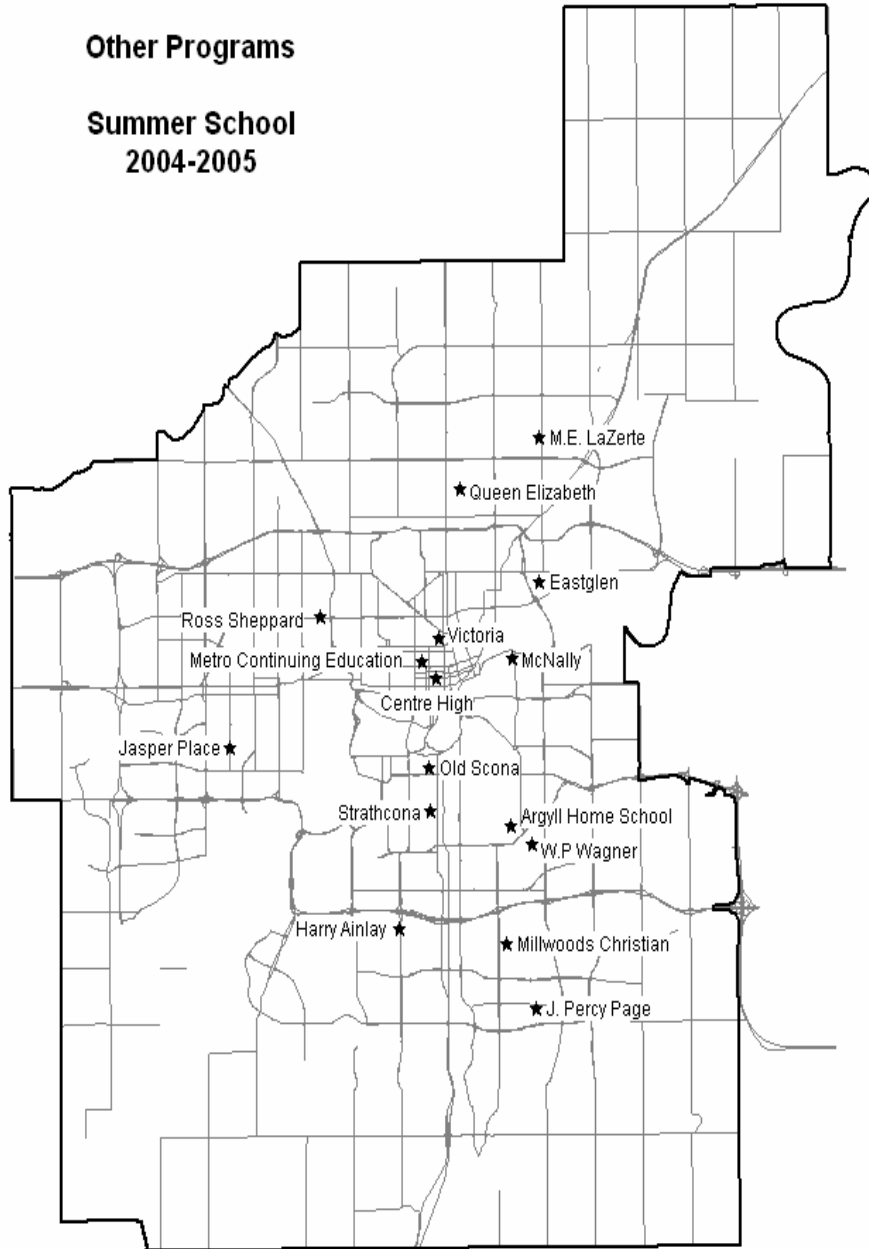 Other Programs
Summer School
2004-2005
M.E. LaZerte
Queen Elizabeth
Eastglen
Ross Sheppard
Victoria
Metro Continuing Education
McNally
Centre High
Jasper Place
Old Scona
Strathcona
Argyll Home School
W.P Wagner
Harry Ainlay
Millwoods Christian
J. Percy Page